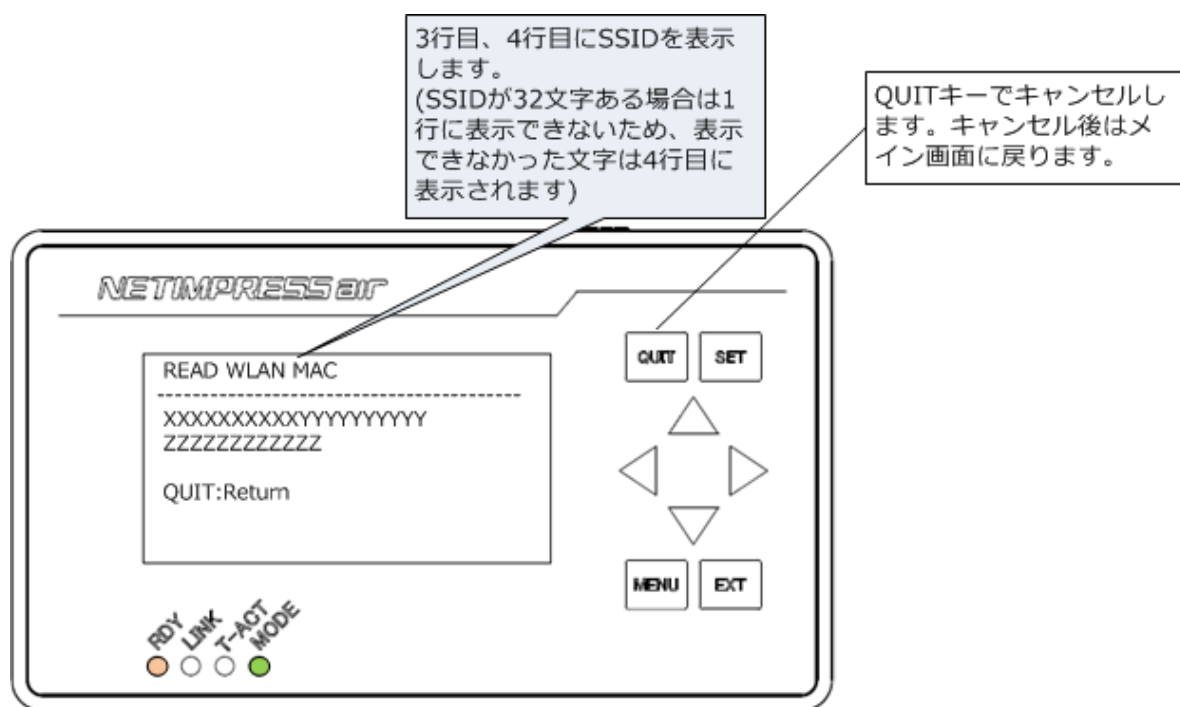 3行目、4行目にSSIDを表示
します。
(SSIDが32文字ある場合は1
行に表示できないため、表示
できなかった文字は4行目に
表示されます)
QUITキーでキャンセルし
ます。キャンセル後はメ
イン画面に戻ります。
NETIMPRESS air
READ WLAN MAC
----------------------------------------
XXXXXXXXXXYYYYYYYYYY
ZZZZZZZZZZZZ
QUIT:Return
QUIT SET
MENU EXT
RDY LINK T-ACT MODE